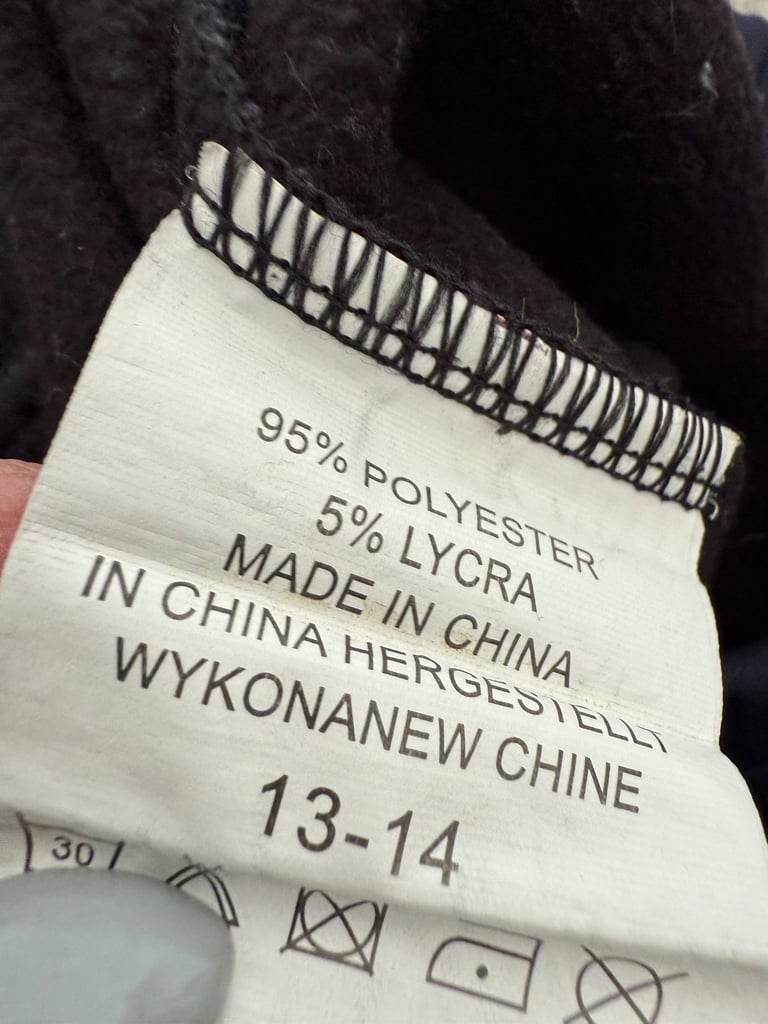 95% POLYESTER
5% LYCRA
MADE IN CHINA
IN CHINA HERGESTELLT
WYKONANEW CHINE
13-14
30